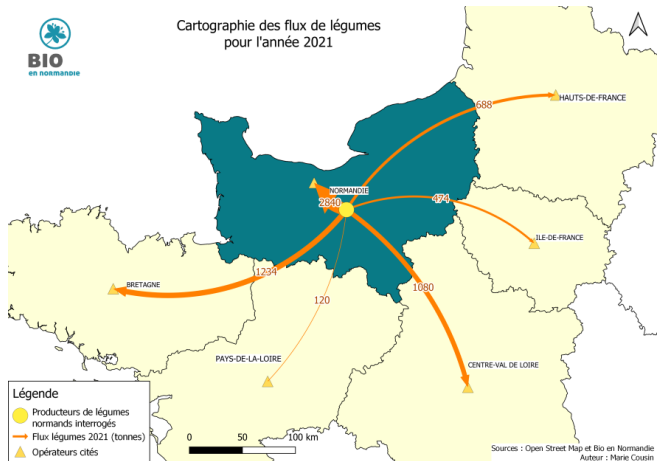 BIO
en normandie
Cartographie des flux de légumes
pour l'année 2021
HAUTS-DE-FRANCE
688
NORMANDIE
2840
474
ILE-DE-FRANCE
1234
BRETAGNE
120
1080
PAYS-DE-LA-LOIRE
CENTRE-VAL DE LOIRE
Légende
Producteurs de légumes
normands interrogés
Flux légumes 2021 (tonnes)
Opérateurs cités
0 50 100 km
Sources : Open Street Map et Bio en Normandie
Auteur : Marie Cousin